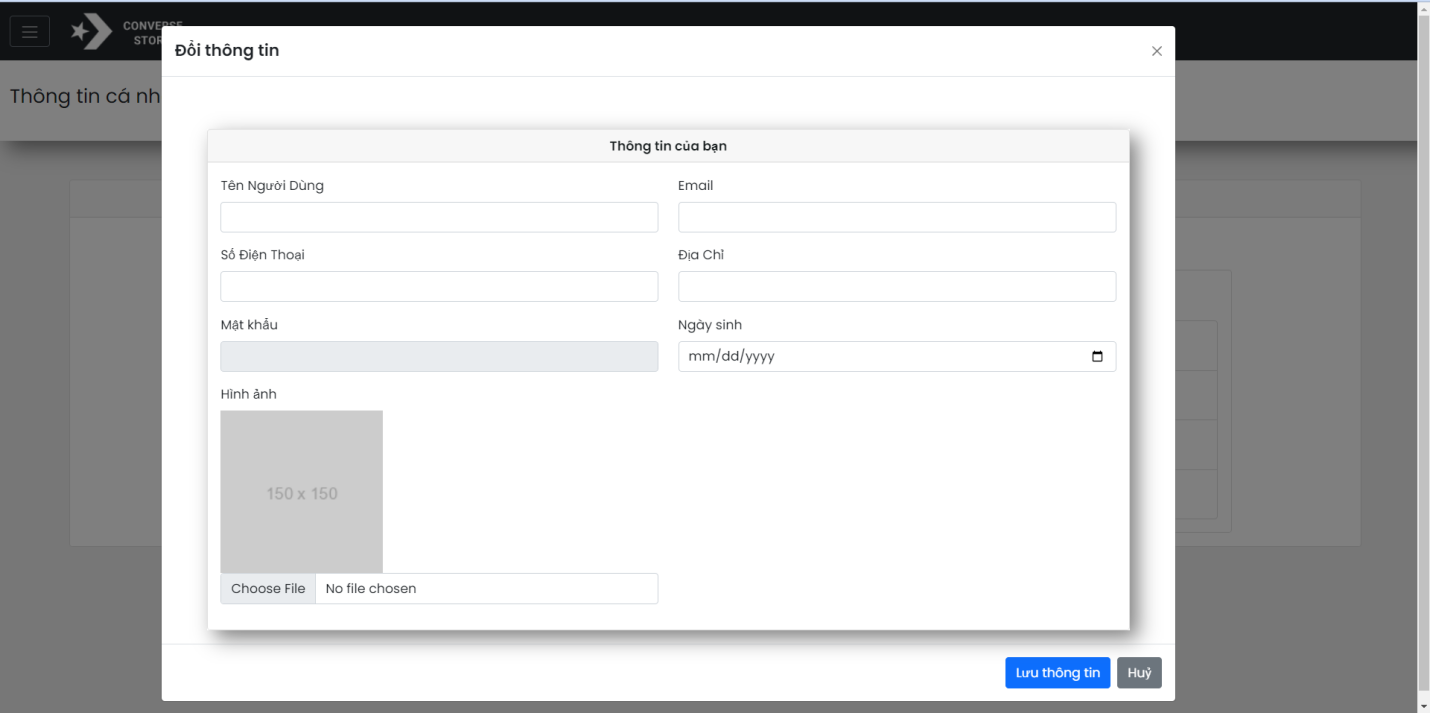 CONVERSE
STOR
Đổi thông tin
Thông tin cá nh
Thông tin của bạn
Tên Người Dùng
Email
Số Điện Thoại
Địa Chỉ
Mật khẩu
Ngày sinh
mm/dd/yyyy
Hình ảnh
150 x 150
Choose File No file chosen
Lưu thông tin
Huỷ